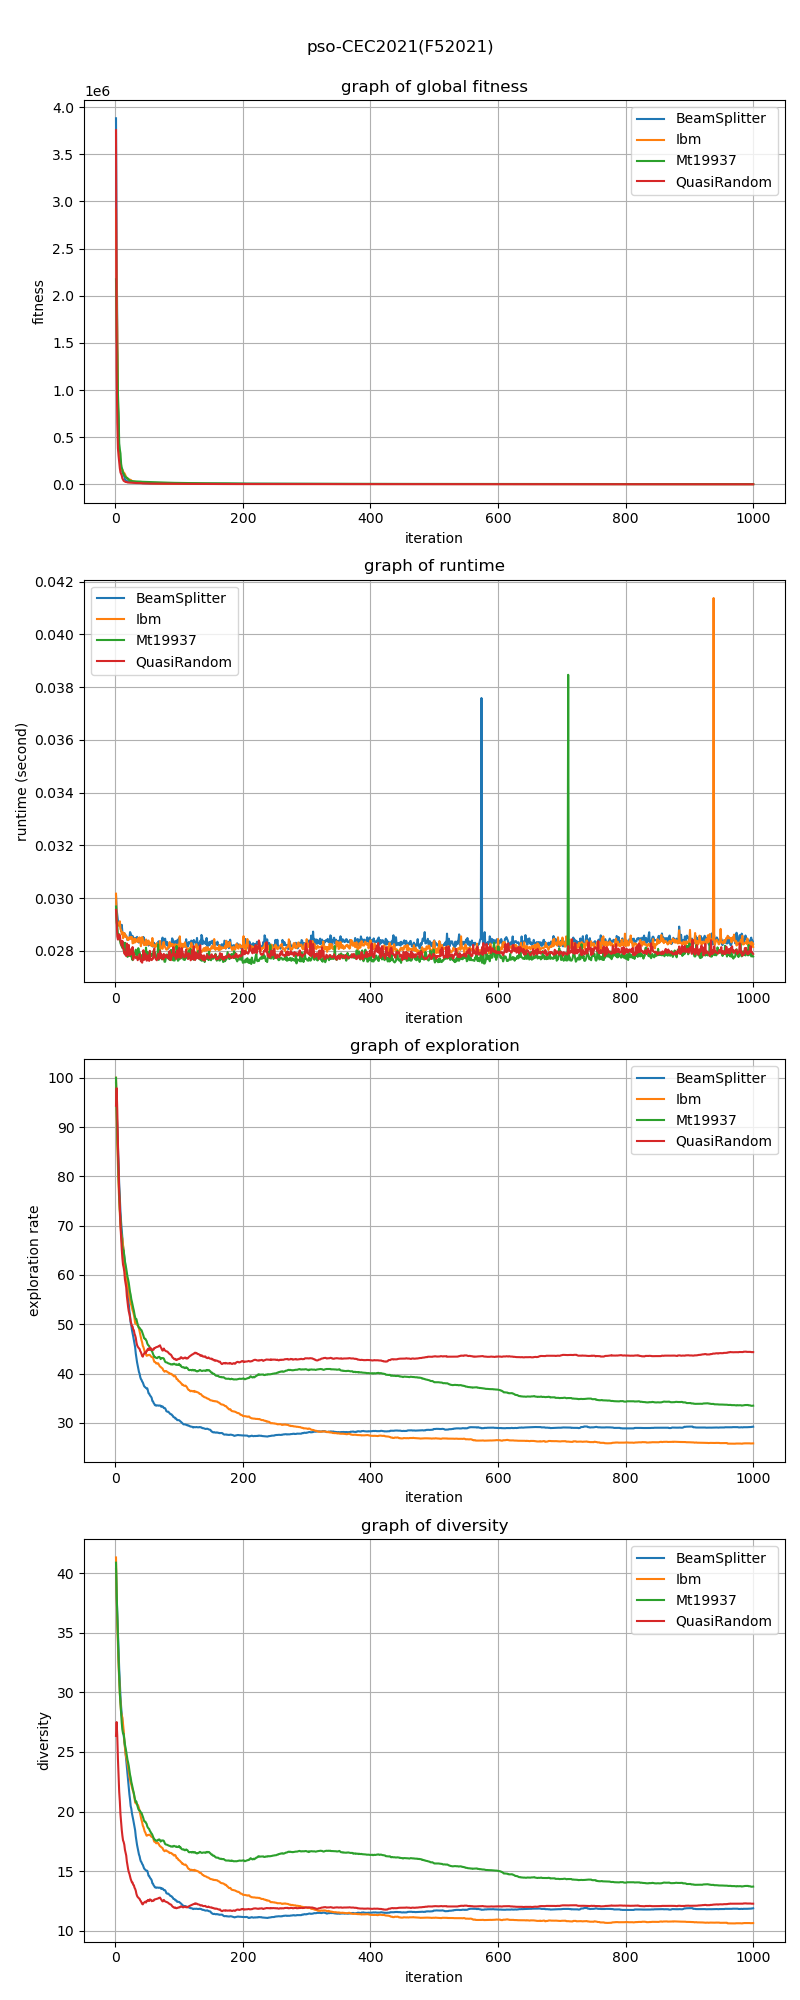 pso-CEC2021(F52021)
graph of global fitness
1e6
4.0
3.5
3.0
2.5
2.0
1.5
1.0
0.5
0.0
fitness
BeamSplitter
Ibm
Mt19937
QuasiRandom
0 200 400 600 800 1000
iteration
graph of runtime
0.042
0.040
0.038
0.036
0.034
0.032
0.030
0.028
runtime (second)
BeamSplitter
Ibm
Mt19937
QuasiRandom
0 200 400 600 800 1000
iteration
graph of exploration
100
90
80
70
60
50
40
30
exploration rate
BeamSplitter
Ibm
Mt19937
QuasiRandom
0 200 400 600 800 1000
iteration
graph of diversity
40
35
30
25
20
15
10
diversity
BeamSplitter
Ibm
Mt19937
QuasiRandom
0 200 400 600 800 1000
iteration